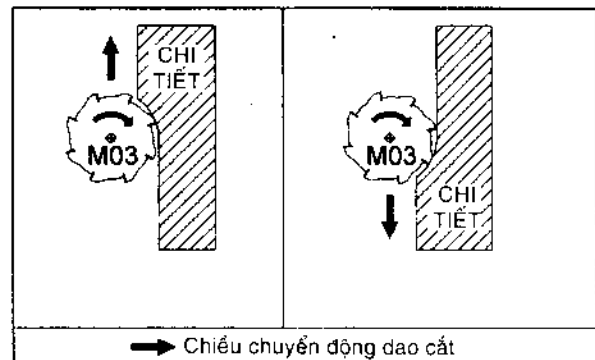 CHI
TIẾT
M03
M03
CHI
TIẾT
Chiều chuyển động dao cắt